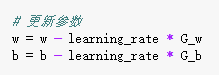 # 更新参数
w = w - learning_rate * G_w
b = b - learning_rate * G_b